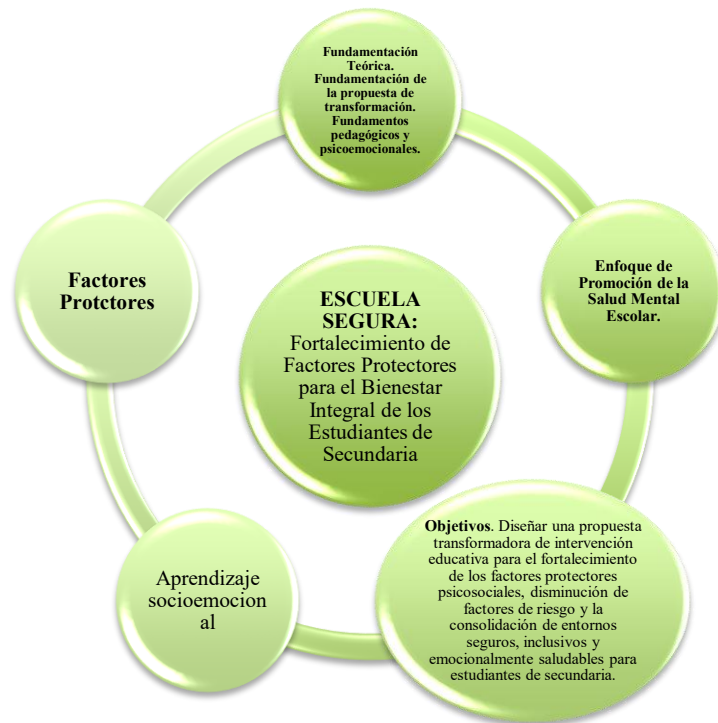 Fundamentación
Teórica.
Fundamentación de
la propuesta de
transformación.
Fundamentos
pedagógicos y
psicoemocionales.
Enfoque de
Promoción de la
Salud Mental
Escolar.
Objetivos. Diseñar una propuesta
transformadora de intervención
educativa para el fortalecimiento
de los factores protectores
psicosociales, disminución de
factores de riesgo y la
consolidación de entornos
seguros, inclusivos y
emocionalmente saludables para
estudiantes de secundaria.
Aprendizaje
socioemocion
al
Factores
Protctores
ESCUELA
SEGURA:
Fortalecimiento de
Factores Protectores
para el Bienestar
Integral de los
Estudiantes de
Secundaria